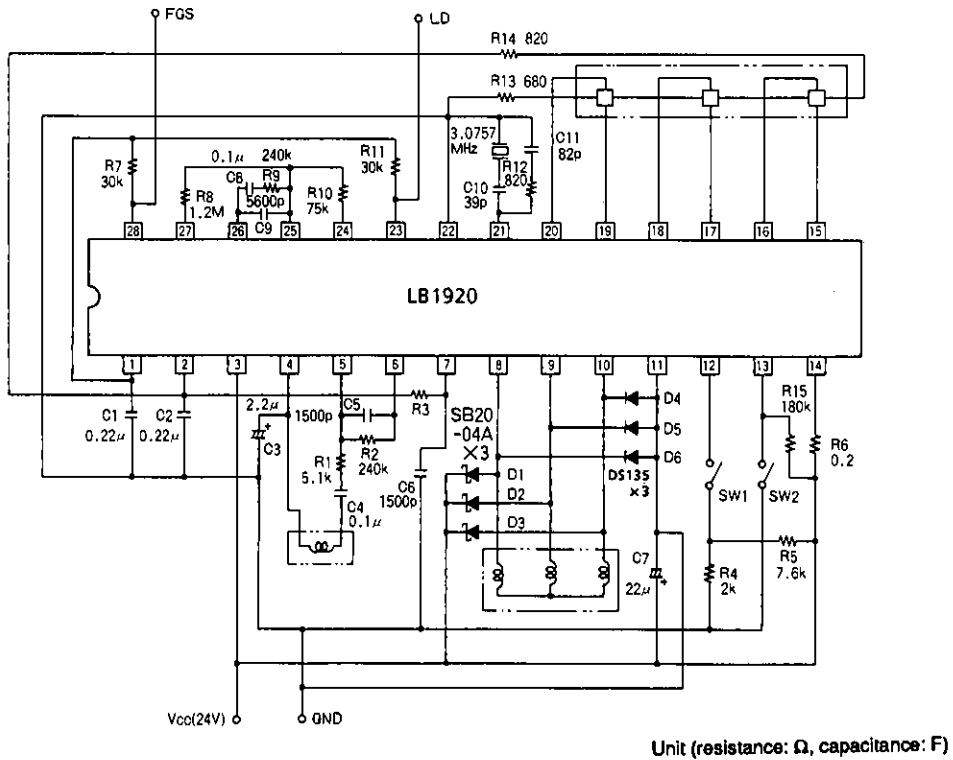 FGS
LD
R14 820
R13 680
R7
30k
0.1μ 240k
C8 R9
5600p
C9
R8
1.2M
R10
75k
R11
30k
3.0757
MHz
R12
820
C10
39p
C11
82p
28 27 26 25 24 23 22 21 20 19 18 17 16 15
LB1920
1 2 3 4 5 6 7 8 9 10 11 12 13 14
C1
0.22μ
C2
0.22μ
2.2μ
C3
1500p
C5
R2
240k
R1
5.1k
C4
0.1μ
R3
C6
1500p
SB20
-04A
×3
D1
D2
D3
D4
D5
D6
DS135
×3
C7
22μ
SW1
SW2
R15
180k
R6
0.2
R4
2k
R5
7.6k
Vcc(24V)
GND
Unit (resistance: Ω, capacitance: F)